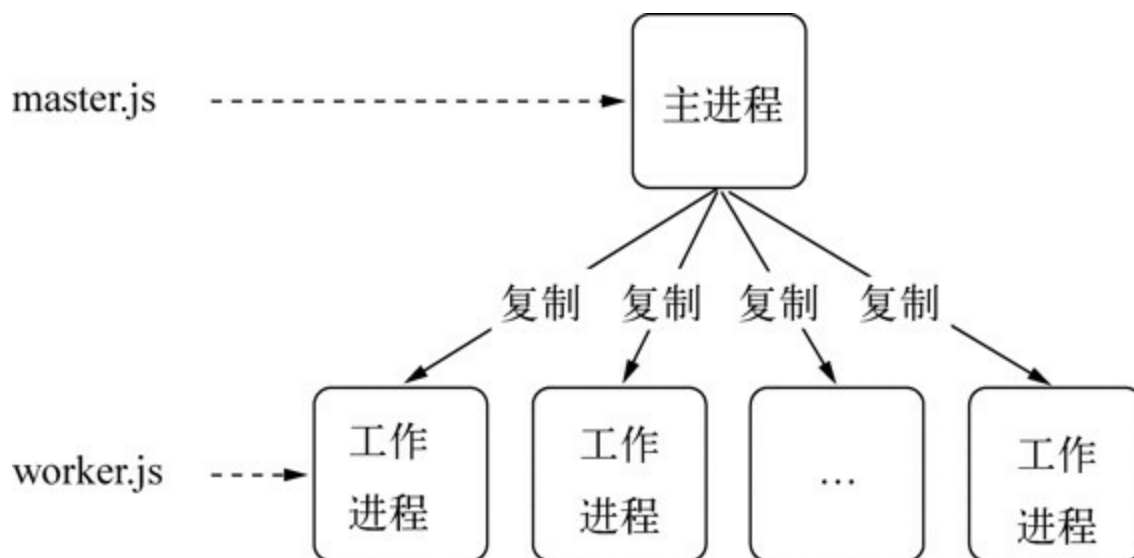 master.js
主进程
复制 复制 复制 复制
worker.js
工作
进程
工作
进程
...
工作
进程